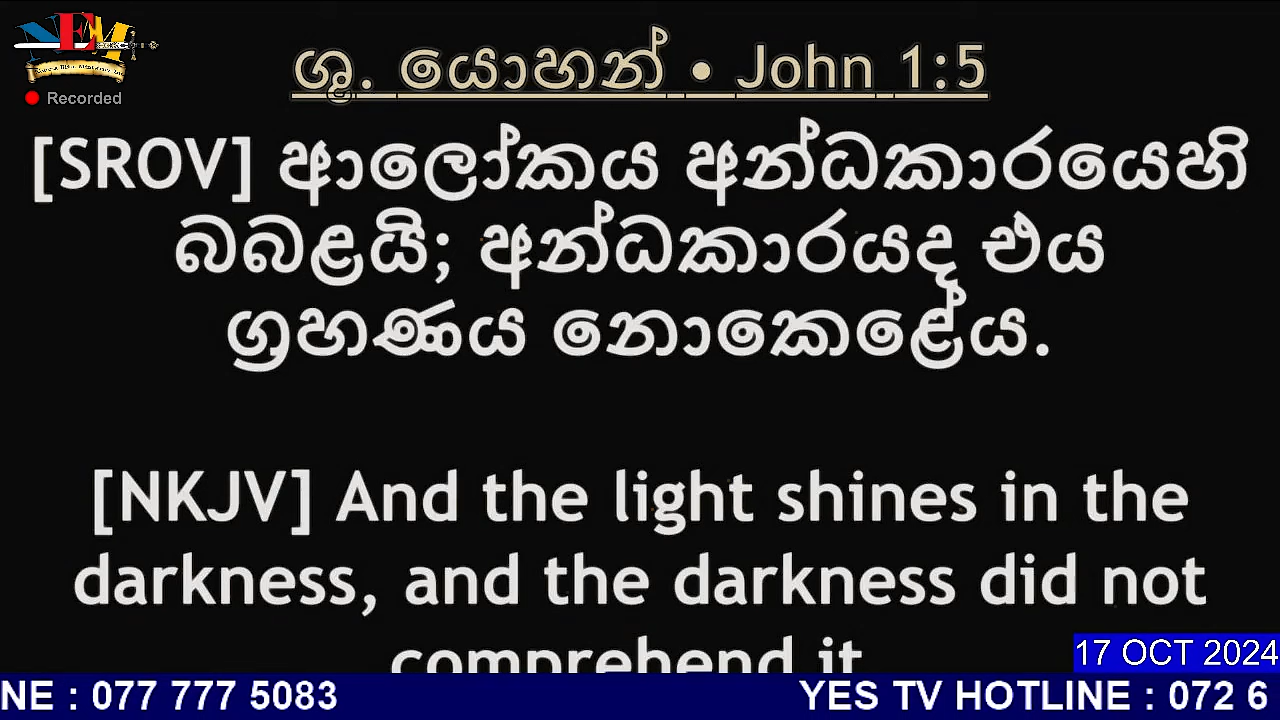 NEM
Recorded
ශු. යොහන් • John 1:5
[SROV] ආලෝකය අන්ධකාරයෙහි
බබළයි; අන්ධකාරයද එය
ග්‍රහණය නොකෙළේය.
[NKJV] And the light shines in the
darkness, and the darkness did not
comprehend it
17 OCT 2024
NE : 077 777 5083 YES TV HOTLINE : 072 6